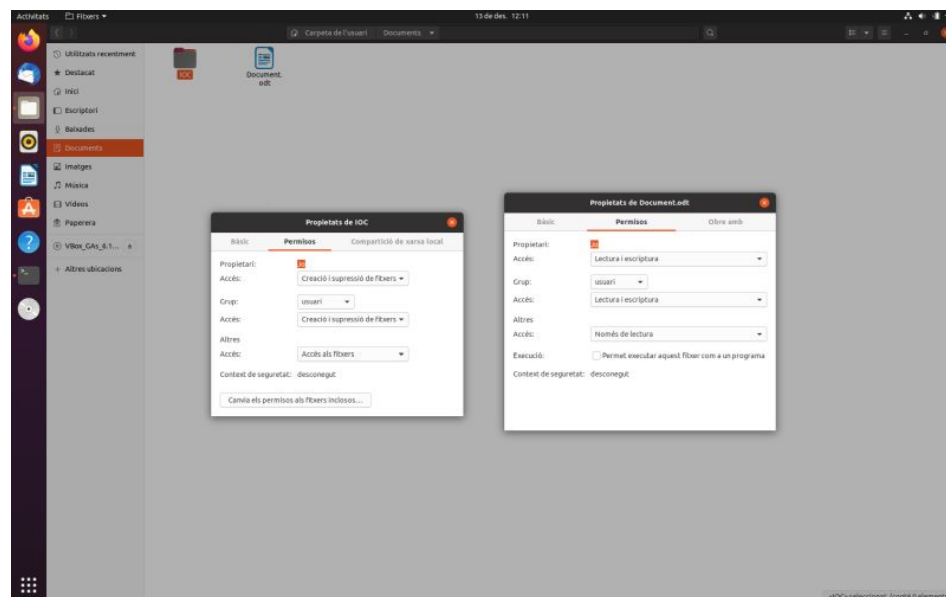 Activitats
Fitxers
13 de des. 12:11
Carpeta de l'usuari
Documents
Utilitzats recentment
Destacat
Inici
Escriptori
Baixades
Documents
Imatges
Música
Vídeos
Paperera
VBox_GAs_6.1...
+ Altres ubicacions
IOC
Document.
odt
Propietats de IOC
Bàsic
Permisos
Compartició de xarxa local
Propietari:
Jo
Accés:
Creació i supressió de fitxers
Grup:
usuari
Accés:
Creació i supressió de fitxers
Altres
Accés:
Accés als fitxers
Context de seguretat: desconegut
Canvia els permisos als fitxers inclosos...
Propietats de Document.odt
Bàsic
Permisos
Obre amb
Propietari:
Jo
Accés:
Lectura i escriptura
Grup:
usuari
Accés:
Lectura i escriptura
Altres
Accés:
Només de lectura
Execució:
Permet executar aquest fitxer com a un programa
Context de seguretat: desconegut